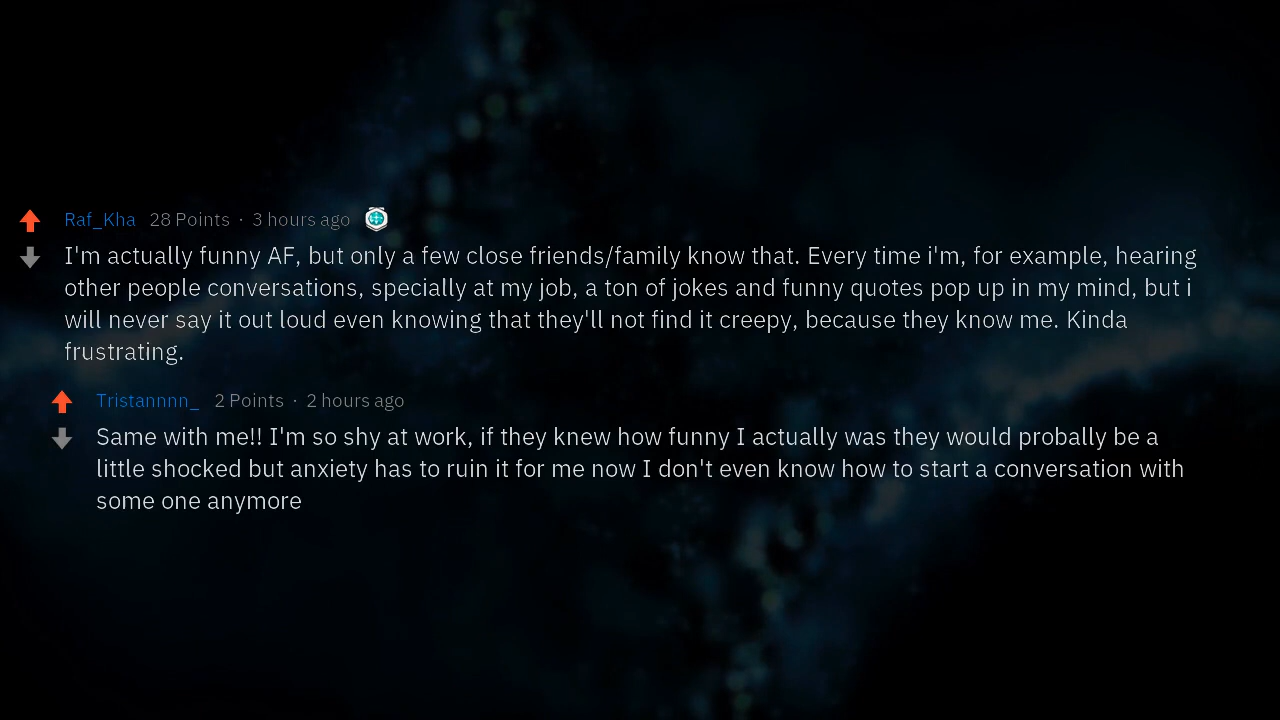 Raf_Kha 28 Points · 3 hours ago
I'm actually funny AF, but only a few close friends/family know that. Every time i'm, for example, hearing
other people conversations, specially at my job, a ton of jokes and funny quotes pop up in my mind, but i
will never say it out loud even knowing that they'll not find it creepy, because they know me. Kinda
frustrating.
Tristannnn_ 2 Points · 2 hours ago
Same with me!! I'm so shy at work, if they knew how funny I actually was they would probally be a
little shocked but anxiety has to ruin it for me now I don't even know how to start a conversation with
some one anymore